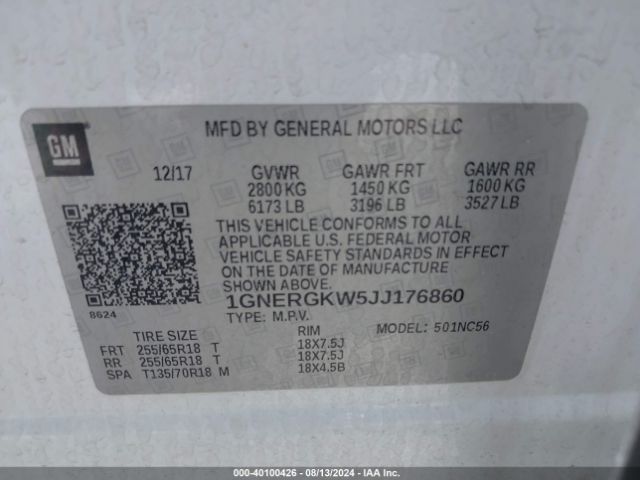 GM
MFD BY GENERAL MOTORS LLC
12/17 GVWR GAWR FRT GAWR RR
2800 KG 1450 KG 1600 KG
6173 LB 3196 LB 3527 LB
THIS VEHICLE CONFORMS TO ALL
APPLICABLE U.S. FEDERAL MOTOR
VEHICLE SAFETY STANDARDS IN EFFECT
ON THE DATE OF MANUFACTURE
SHOWN ABOVE.
8624
1GNERGKW5JJ176860
TYPE: M.P.V. MODEL: 501NC56
TIRE SIZE RIM
FRT 255/65R18 T 18X7.5J
RR 255/65R18 T 18X7.5J
SPA T135/70R18 M 18X4.5B
000-40100426 - 08/13/2024 - IAA Inc.